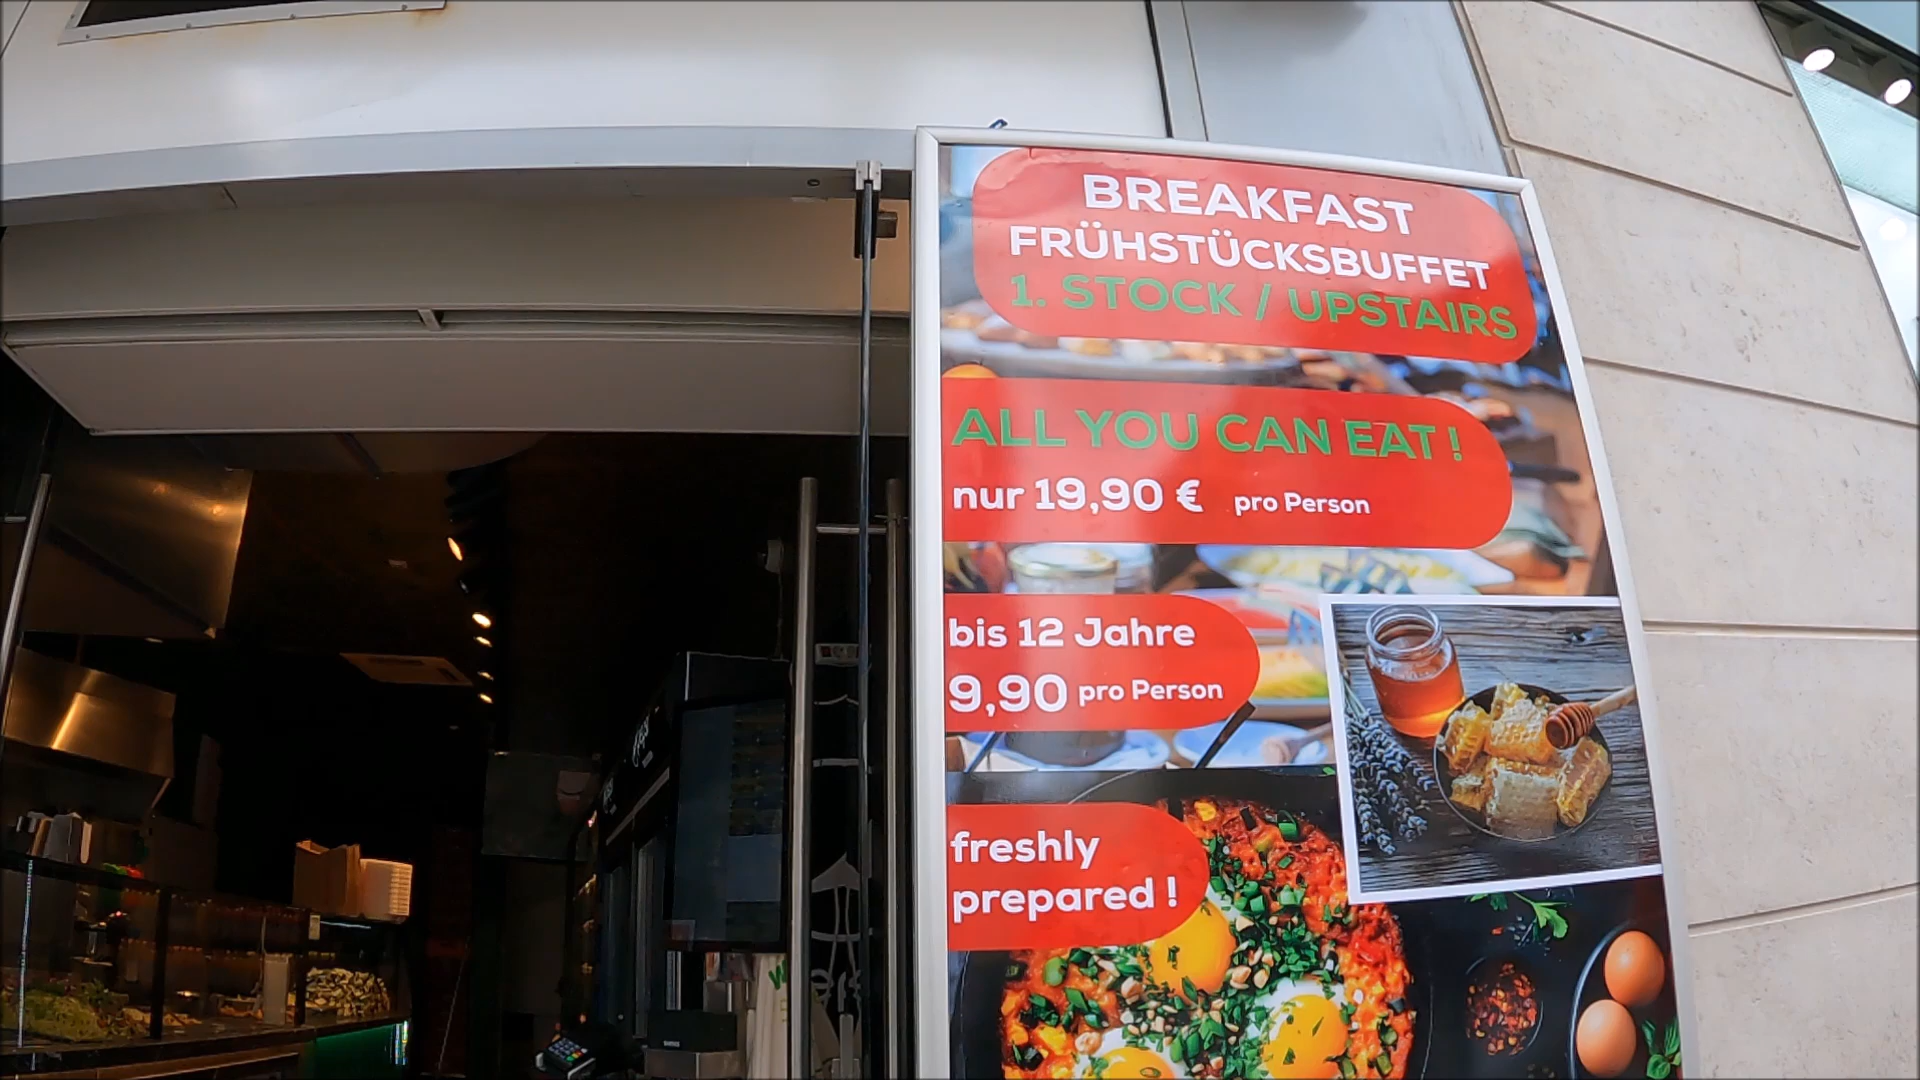 BREAKFAST
FRÜHSTÜCKSBUFFET
1. STOCK / UPSTAIRS
ALL YOU CAN EAT !
nur 19,90 € pro Person
bis 12 Jahre
9,90 pro Person
freshly
prepared !